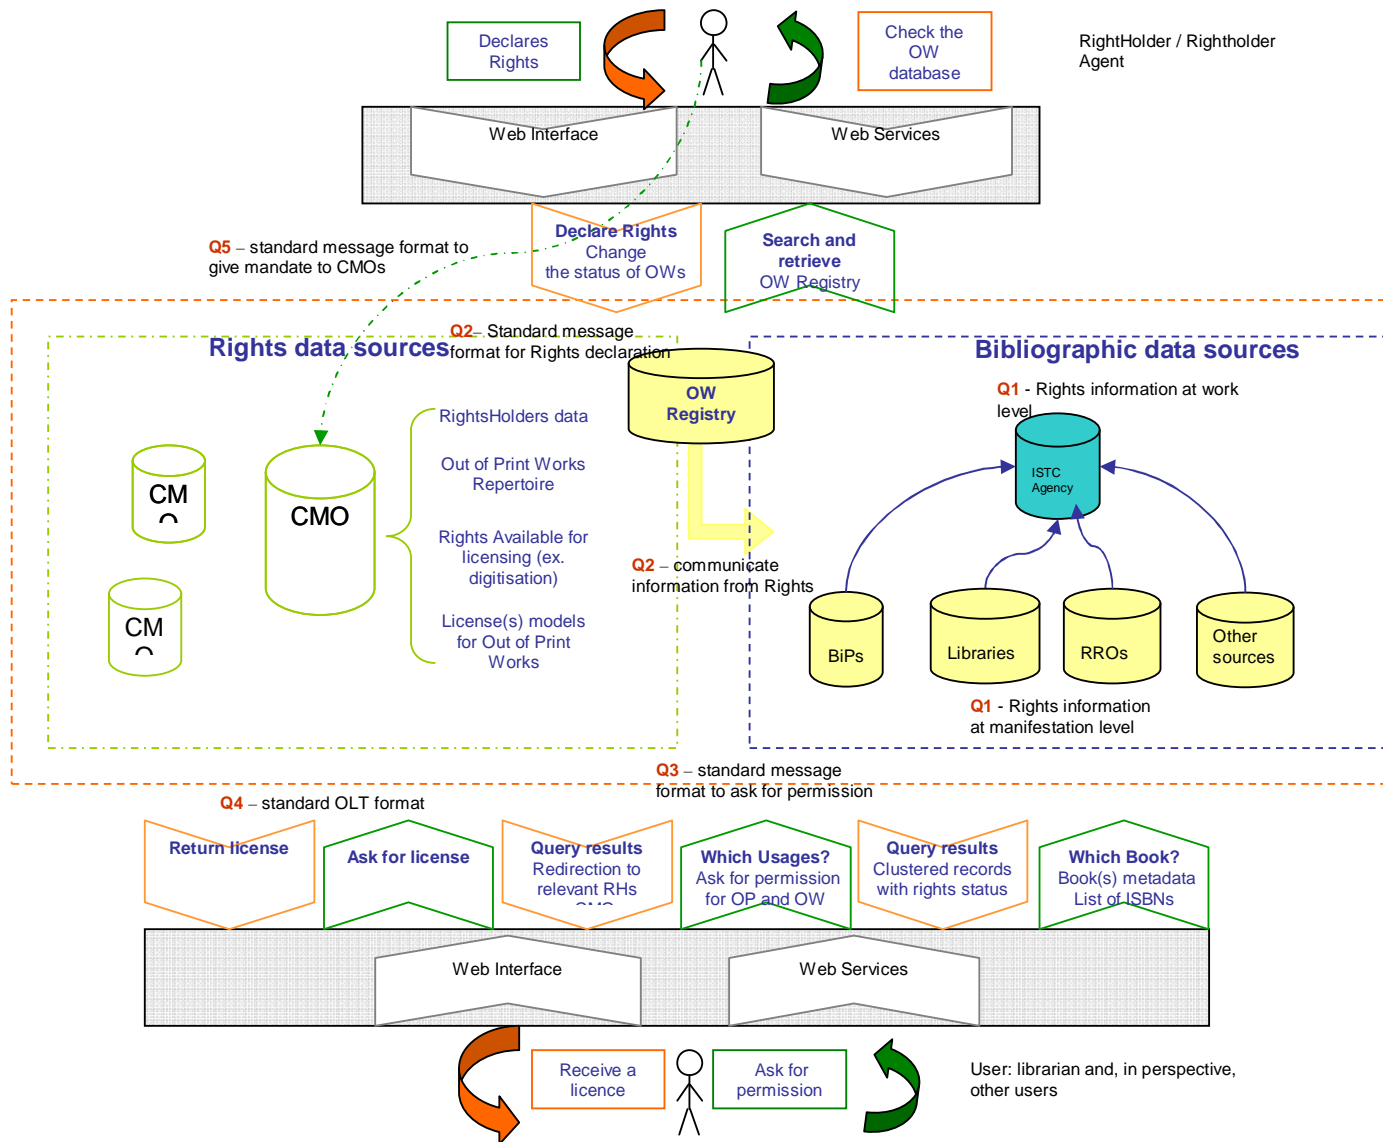 Declares
Rights
Check the
OW
database
RightHolder / Rightholder
Agent
Web Interface
Web Services
Q5 – standard message format to
give mandate to CMOs
Declare Rights
Change
the status of OWs
Search and
retrieve
OW Registry
Rights data sources
Q2– Standard message
format for Rights declaration
OW
Registry
Bibliographic data sources
Q1 - Rights information at work
level
ISTC
Agency
RightsHolders data
Out of Print Works
Repertoire
Rights Available for
licensing (ex.
digitisation)
License(s) models
for Out of Print
Works
CM
CMO
CM
Q2 – communicate
information from Rights
BiPs
Libraries
RROs
Other
sources
Q1 - Rights information
at manifestation level
Q3 – standard message
format to ask for permission
Q4 – standard OLT format
Return license
Ask for license
Query results
Redirection to
relevant RHs
CMO
Which Usages?
Ask for permission
for OP and OW
Query results
Clustered records
with rights status
Which Book?
Book(s) metadata
List of ISBNs
Web Interface
Web Services
Receive a
licence
Ask for
permission
User: librarian and, in perspective,
other users